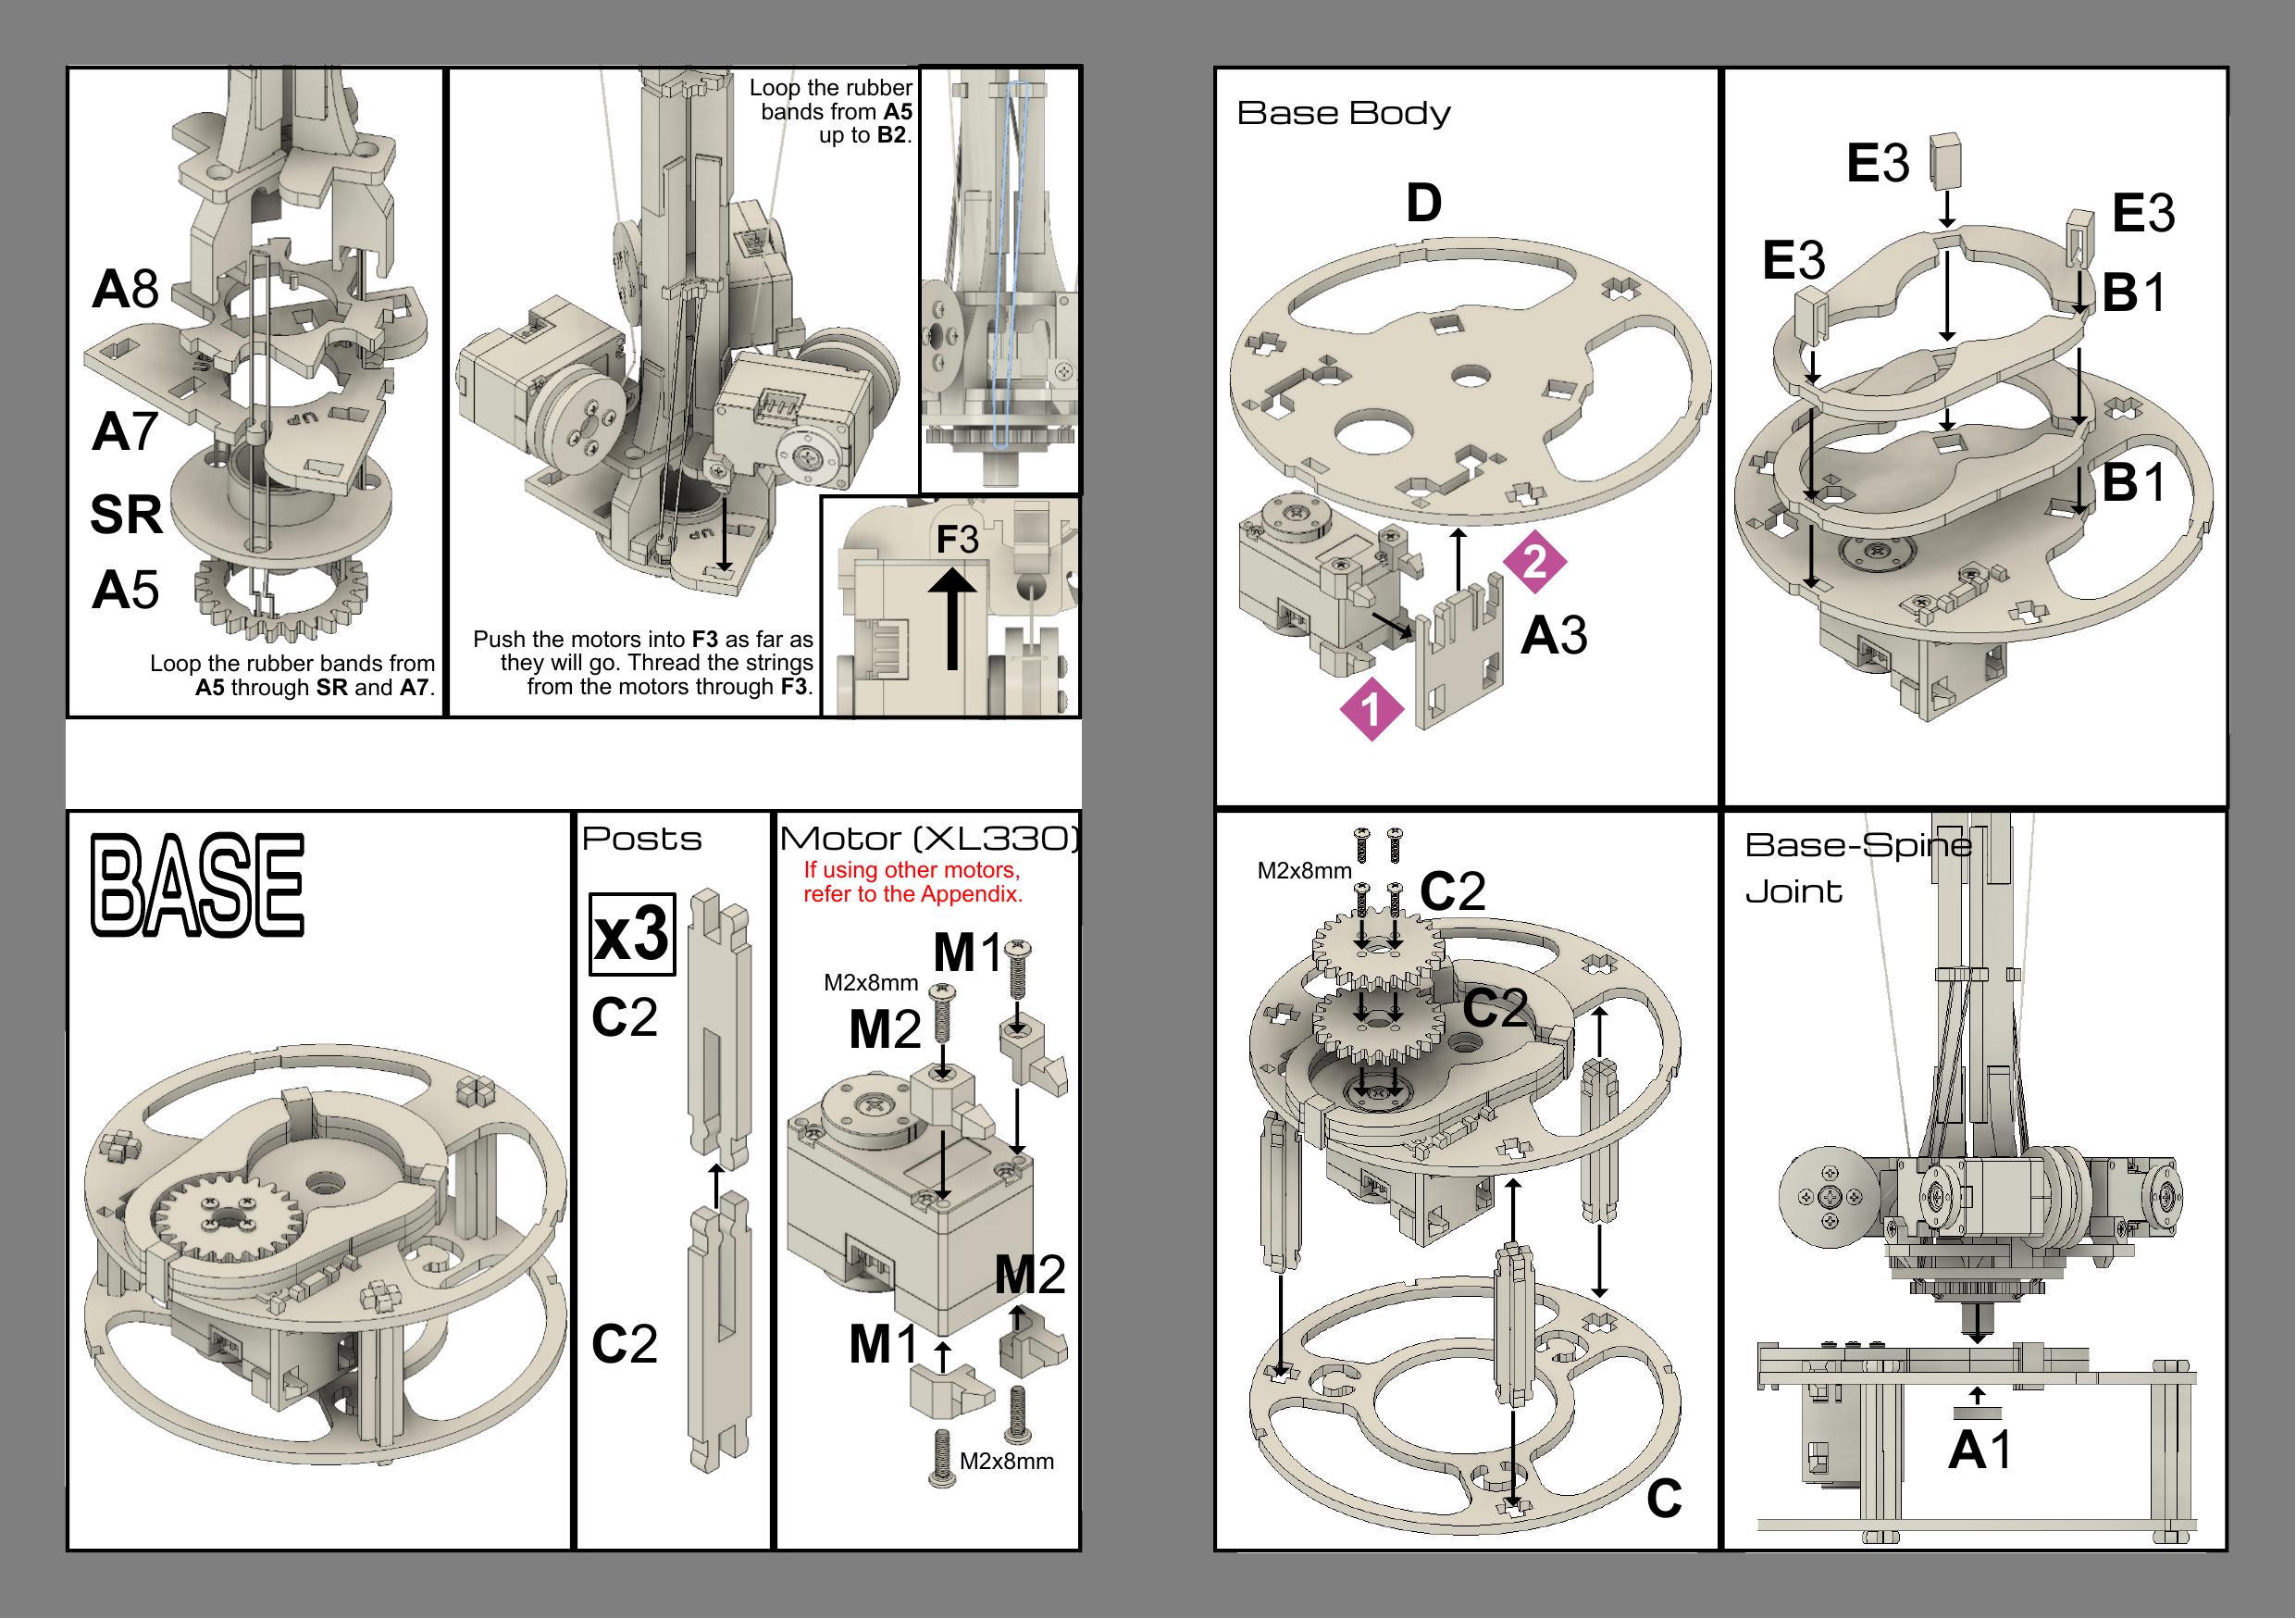 A8
A7
SR
A5
Loop the rubber bands from
A5 through SR and A7.
UP
Loop the rubber
bands from A5
up to B2.
UP
Push the motors into F3 as far as
they will go. Thread the strings
from the motors through F3.
F3
BASE
Posts
x3
C2
C2
Motor (XL330)
If using other motors,
refer to the Appendix.
M1
M2x8mm
M2
M2
M1
M2x8mm
Base Body
D
2
A3
1
E3
E3
E3
B1
B1
M2x8mm
C2
C2
C
Base-Spine
Joint
A1